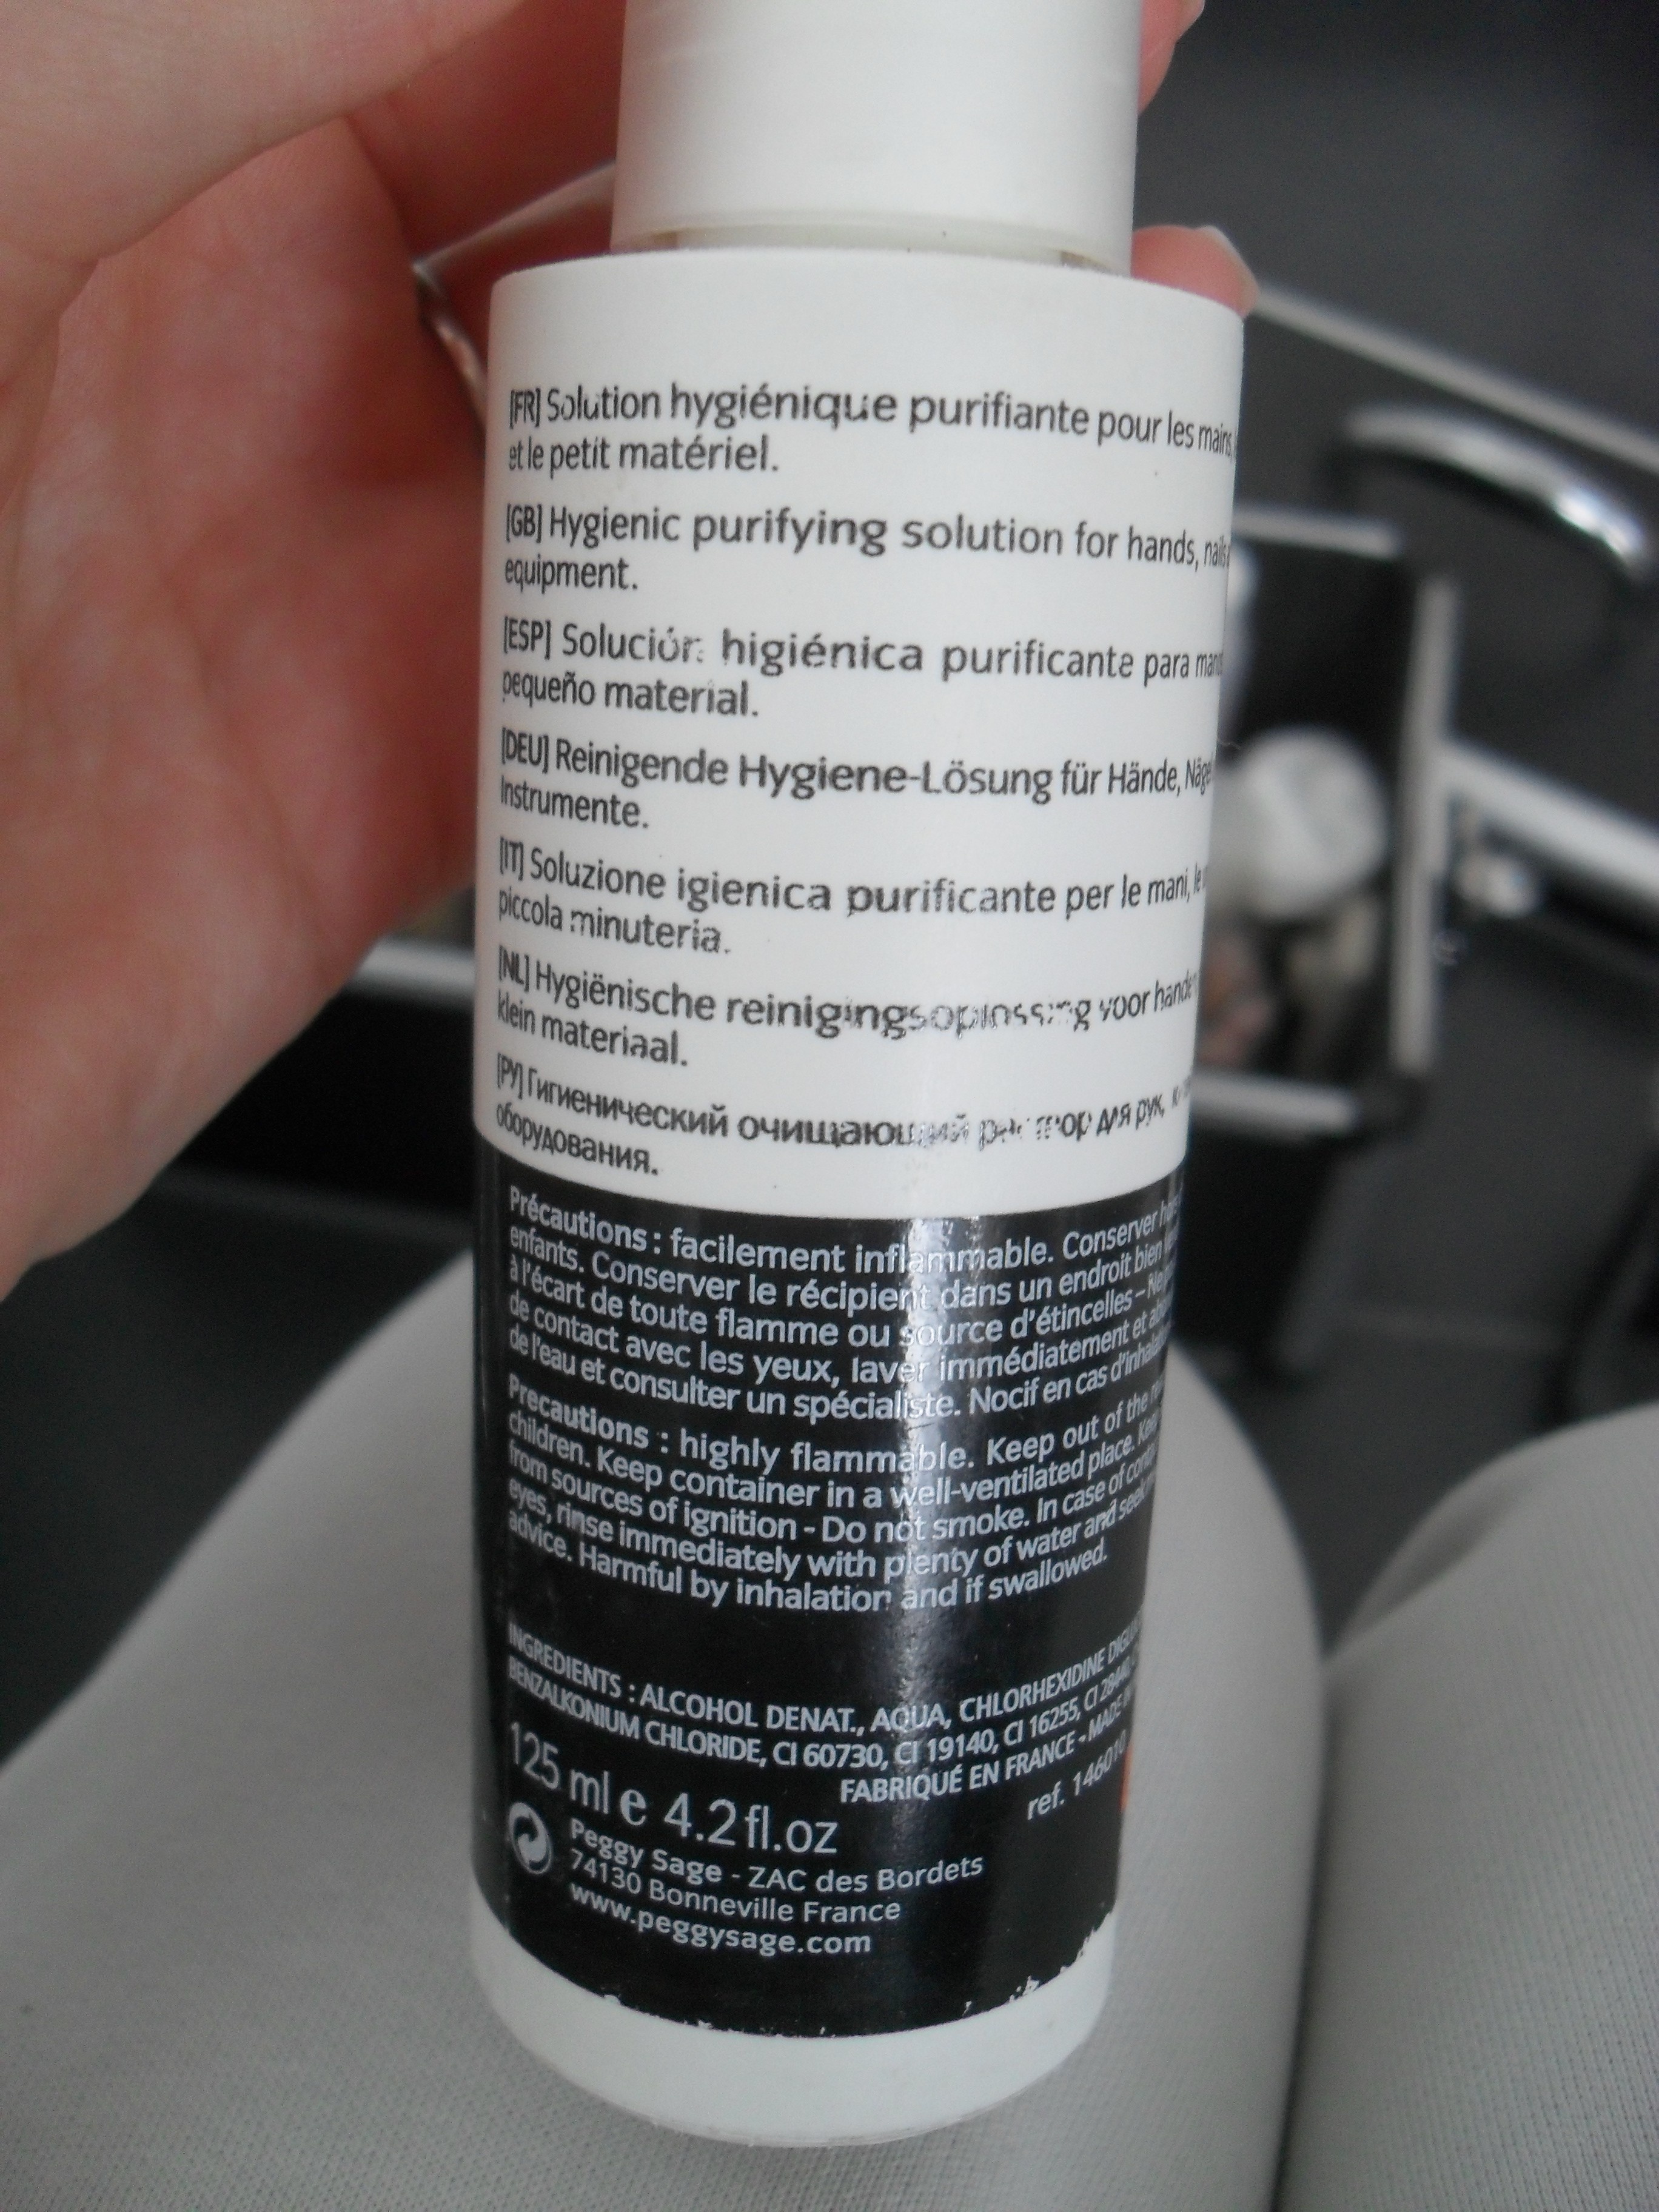 [FR] Solution hygiénique purifiante pour les mains,
et le petit matériel.
[GB] Hygienic purifying solution for hands, nails
equipment.
[ESP] Solución higiénica purificante para
pequeño material.
[DEU] Reinigende Hygiene-Lösung für Hände,
Instrumente.
[IT] Soluzione igienica purificante per le mani, le
piccola minuteria.
[NL] Hygiënische reinigingsoplossing voor
klein materiaal.
[РУ] Гигиенический очищающий раствор для рук,
оборудования.
Précautions : facilement inflammable. Conserver
enfants. Conserver le récipient dans un endroit bien
à l'écart de toute flamme ou source d'étincelles – Ne
de contact avec les yeux, laver immédiatement et
de l'eau et consulter un spécialiste. Nocif en cas
Precautions : highly flammable. Keep out of the
children. Keep container in a well-ventilated place.
from sources of ignition - Do not smoke. In case of
eyes, rinse immediately with plenty of water and
advice. Harmful by inhalation and if swallowed.
INGREDIENTS : ALCOHOL DENAT., AQUA, CHLORHEXIDINE
BENZALKONIUM CHLORIDE, CI 60730, CI 19140, CI 16255,
FABRIQUÉ EN FRANCE - MADE
125 ml e 4.2 fl.oz
ref. 146010
Peggy Sage - ZAC des Bordets
74130 Bonneville France
www.peggysage.com